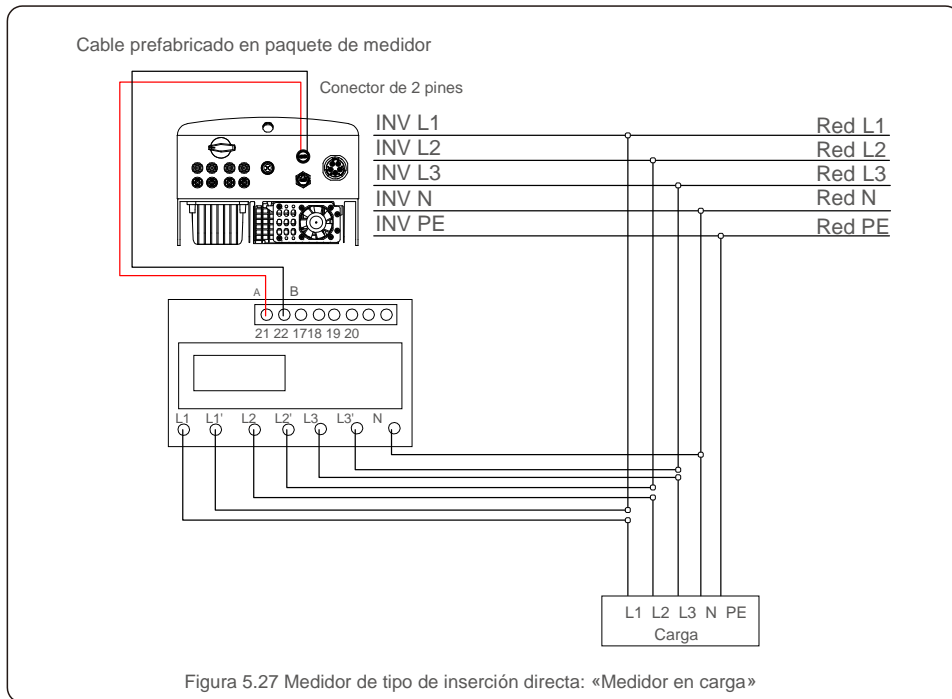 Cable prefabricado en paquete de medidor
Conector de 2 pines
INV L1
Red L1
INV L2
Red L2
INV L3
Red L3
INV N
Red N
INV PE
Red PE
A
B
21 22 1718 19 20
L1 L1' L2 L2' L3 L3' N
L1 L2 L3 N PE
Carga
Figura 5.27 Medidor de tipo de inserción directa: «Medidor en carga»